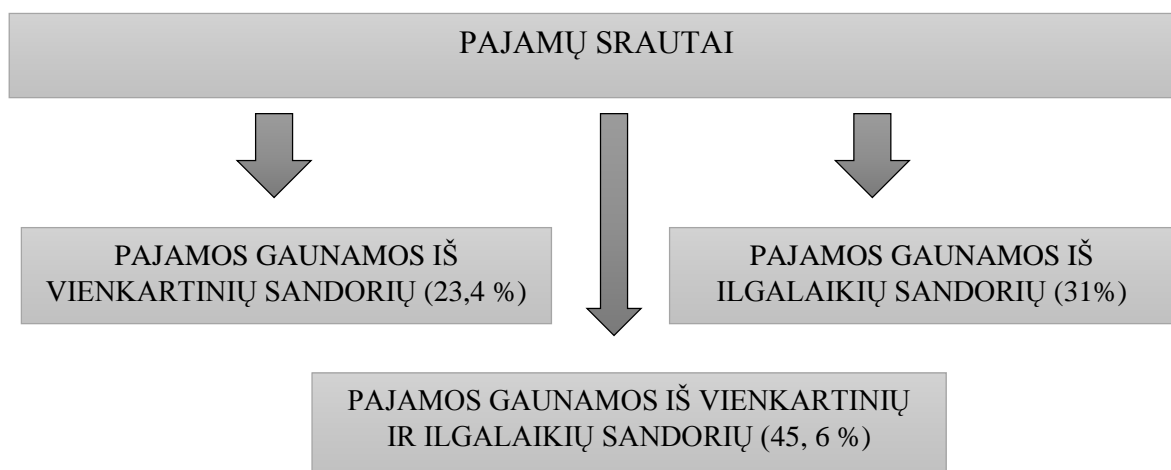 PAJAMŲ SRAUTAI
PAJAMOS GAUNAMOS IŠ
VIENKARTINIŲ SANDORIŲ (23,4 %)
PAJAMOS GAUNAMOS IŠ
ILGALAIKIŲ SANDORIŲ (31%)
PAJAMOS GAUNAMOS IŠ VIENKARTINIŲ
IR ILGALAIKIŲ SANDORIŲ (45, 6 %)